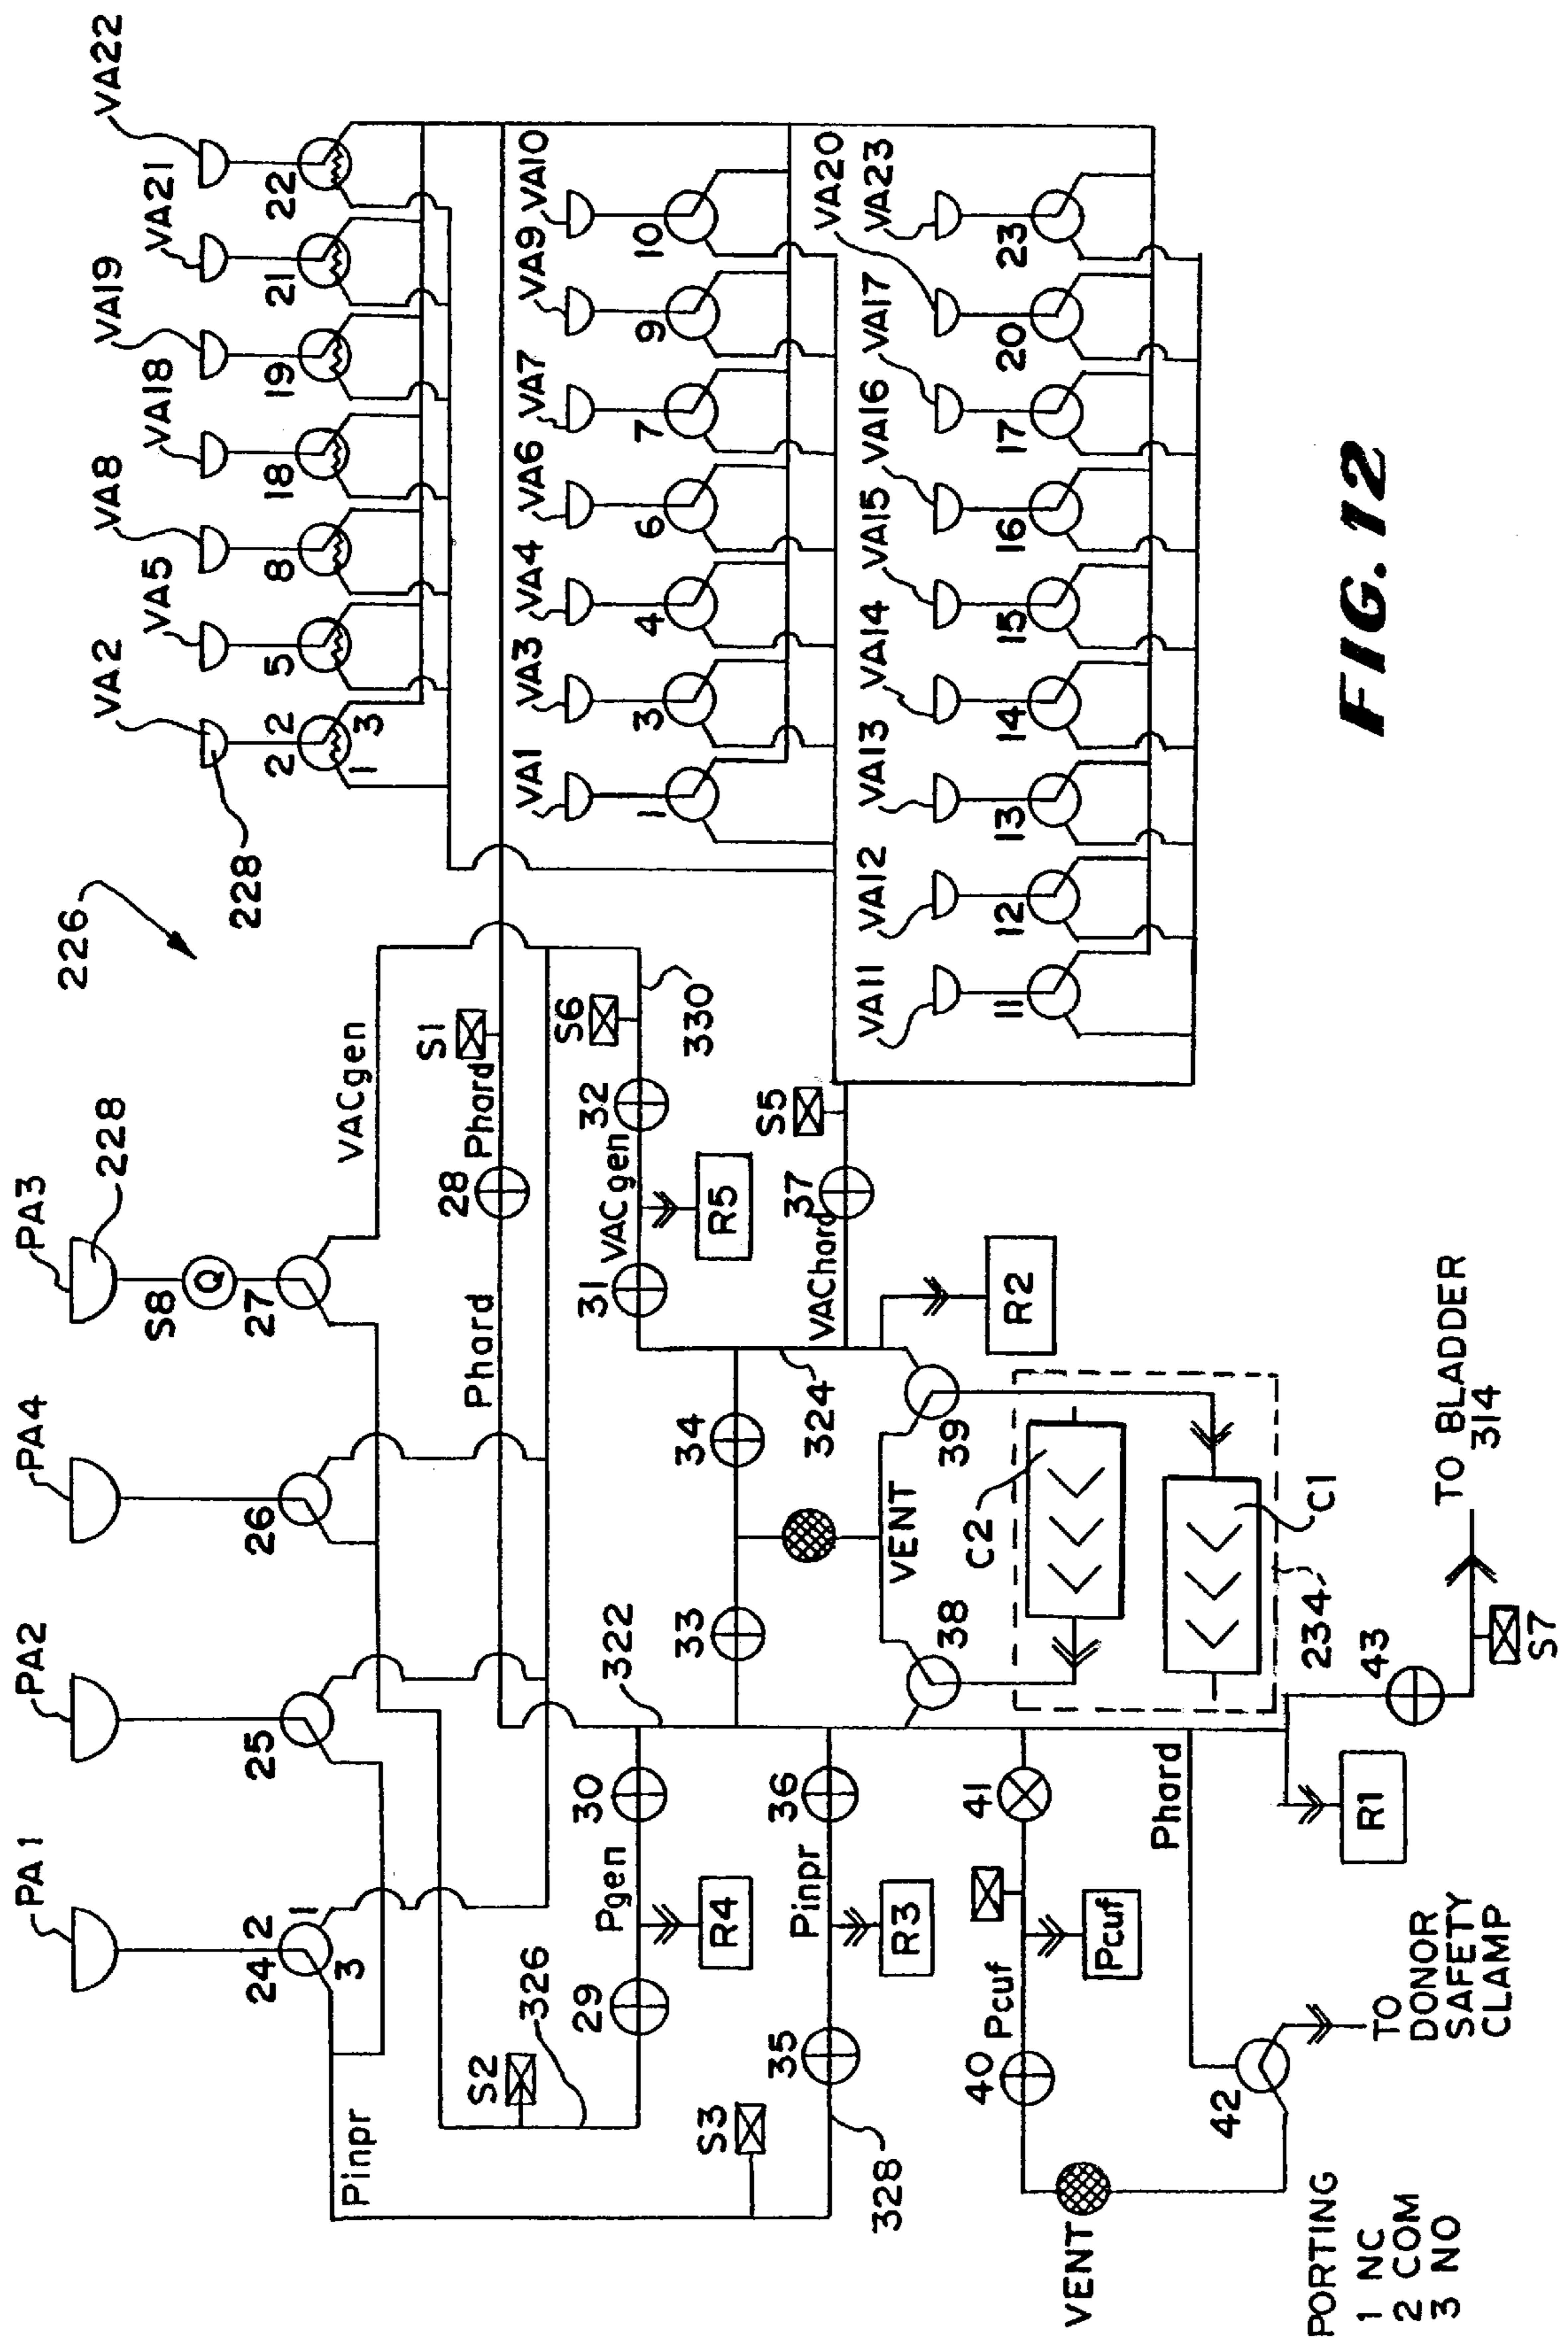 226
PA1
PA2
PA4
PA3
228
VA2
VA5
VA8
VA18
VA19
VA21
VA22
228
24
2
1
3
25
26
S8
Q
27
VACgen
2
2
1
3
5
8
18
19
21
22
Pinpr
S2
326
S3
328
Phard
28
Phard
S1
29
Pgen
30
R4
322
31
VACgen
32
S6
330
R5
VA1
VA3
VA4
VA6
VA7
VA9
VA10
1
3
4
6
7
9
10
35
Pinpr
36
R3
33
34
324
VENT
VAChard
37
S5
R2
VA11
VA12
VA13
VA14
VA15
VA16
VA17
VA20
VA23
11
12
13
14
15
16
17
20
23
38
39
C2
C1
234
40
Pcuf
41
Pcuf
VENT
Phard
42
TO
DONOR
SAFETY
CLAMP
R1
43
S7
TO BLADDER
314
PORTING
1 NC
2 COM
3 NO
FIG. 12